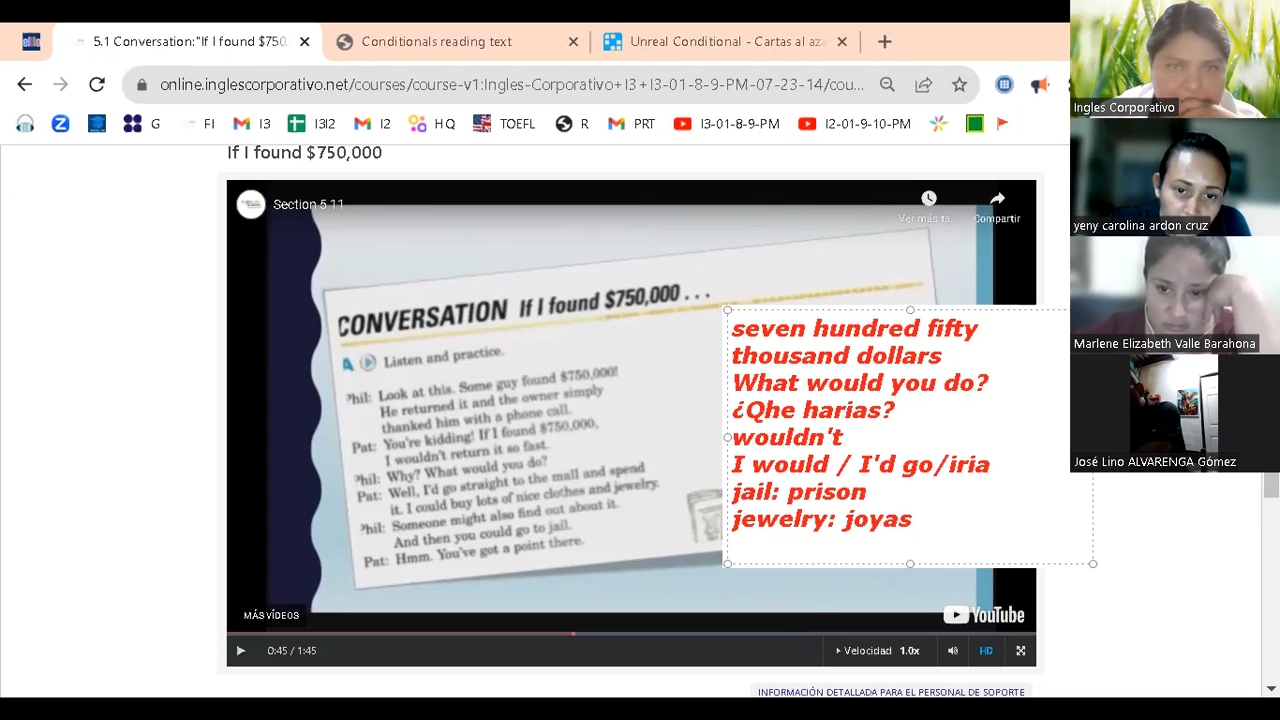 5.1 Conversation:"If I found $750,
Conditionals reading text
Unreal Conditional - Cartas al aza
online.inglescorporativo.net/courses/course-v1:Ingles-Corporativo+I3+I3-01-8-9-PM-07-23-14/cou...
G
FI
I3
I3I2
I2
HQ
TOEFL
R
PRT
I3-01-8-9-PM
I2-01-9-10-PM
If I found $750,000
Section 5 11
Ver más ta...
Compartir
CONVERSATION If I found $750,000 . . .
A Listen and practice.
Phil: Look at this. Some guy found $750,000!
He returned it and the owner simply
thanked him with a phone call.
Pat: You're kidding! If I found $750,000,
I wouldn't return it so fast.
Phil: Why? What would you do?
Pat: Well, I'd go straight to the mall and spend
it. I could buy lots of nice clothes and jewelry.
Phil: Someone might also find out about it.
And then you could go to jail.
Pat: Hmm. You've got a point there.
seven hundred fifty
thousand dollars
What would you do?
¿Qhe harias?
wouldn't
I would / I'd go/iria
jail: prison
jewelry: joyas
MÁS VÍDEOS
YouTube
0:45 / 1:45
Velocidad 1.0x
HD
INFORMACIÓN DETALLADA PARA EL PERSONAL DE SOPORTE
Ingles Corporativo
yeny carolina ardon cruz
Marlene Elizabeth Valle Barahona
José Lino ALVARENGA Gómez